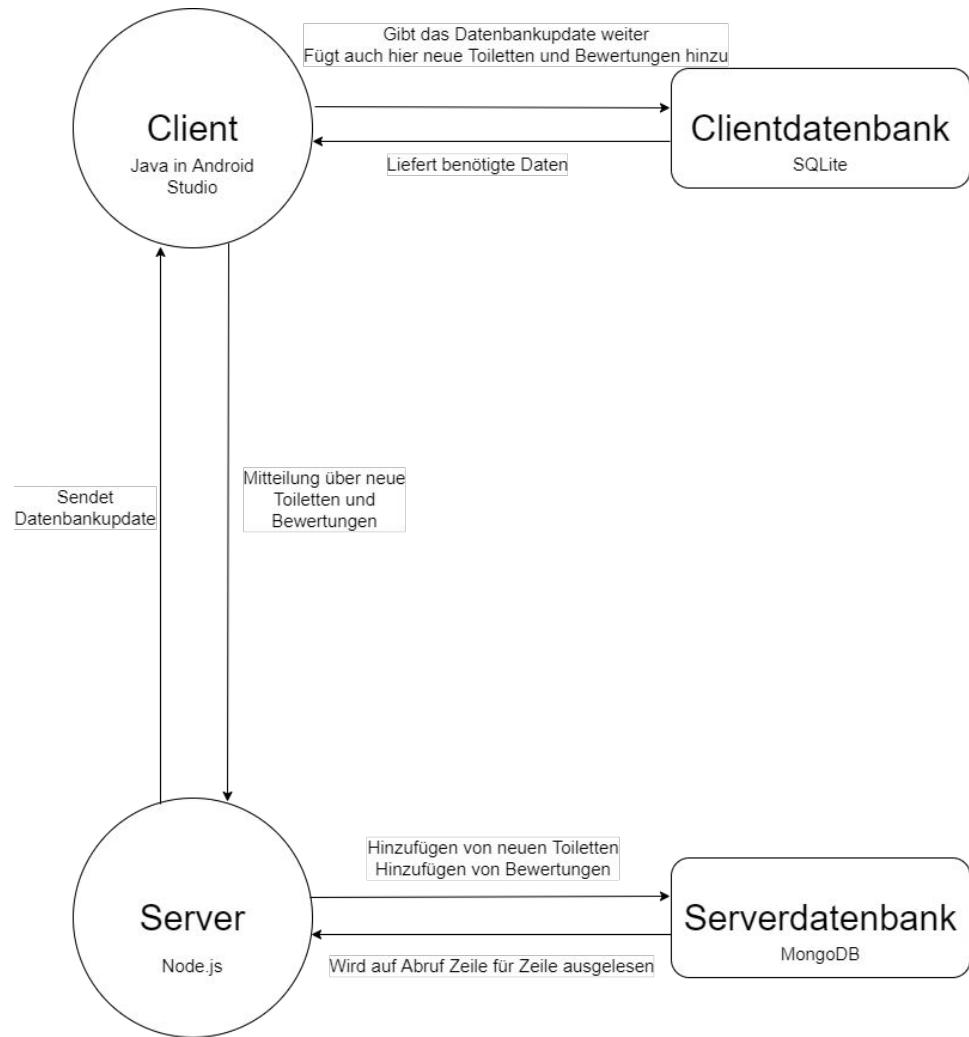 Gibt das Datenbankupdate weiter
Fügt auch hier neue Toiletten und Bewertungen hinzu
Client
Java in Android
Studio
Clientdatenbank
SQLite
Liefert benötigte Daten
Sendet
Datenbankupdate
Mitteilung über neue
Toiletten und
Bewertungen
Hinzufügen von neuen Toiletten
Hinzufügen von Bewertungen
Server
Node.js
Serverdatenbank
MongoDB
Wird auf Abruf Zeile für Zeile ausgelesen